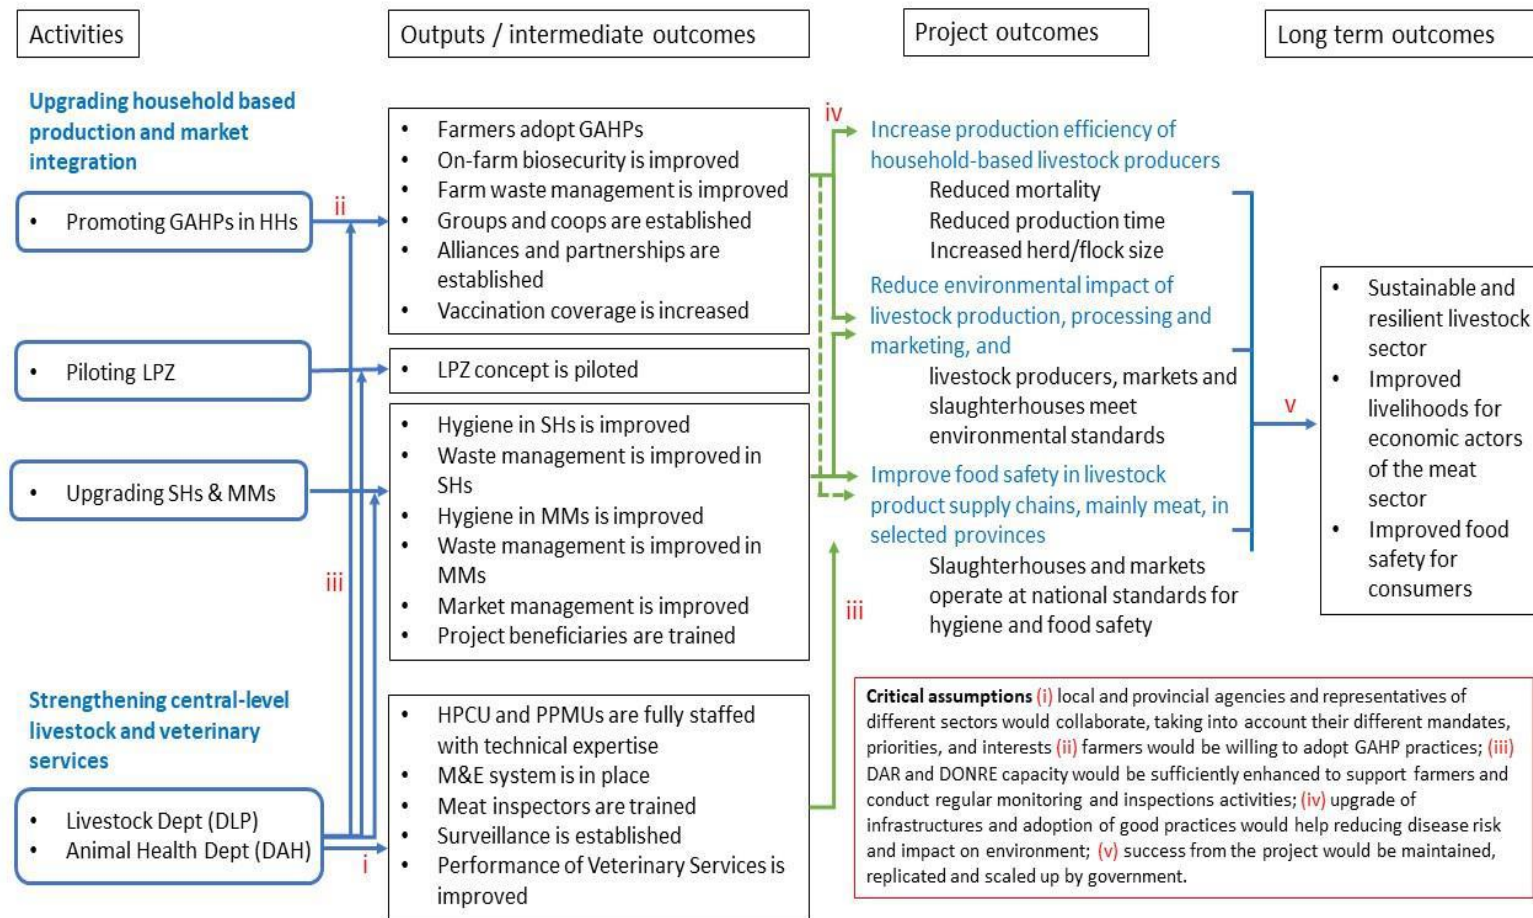 Activities
Outputs / intermediate outcomes
Project outcomes
Long term outcomes
Upgrading household based
production and market
integration
• Promoting GAHPs in HHs
ii
• Piloting LPZ
• Upgrading SHs & MMs
iii
Strengthening central-level
livestock and veterinary
services
• Livestock Dept (DLP)
• Animal Health Dept (DAH)
i
• Farmers adopt GAHPs
• On-farm biosecurity is improved
• Farm waste management is improved
• Groups and coops are established
• Alliances and partnerships are
established
• Vaccination coverage is increased
• LPZ concept is piloted
• Hygiene in SHs is improved
• Waste management is improved in
SHs
• Hygiene in MMs is improved
• Waste management is improved in
MMs
• Market management is improved
• Project beneficiaries are trained
• HPCU and PPMUs are fully staffed
with technical expertise
• M&E system is in place
• Meat inspectors are trained
• Surveillance is established
• Performance of Veterinary Services is
improved
iv
iii
Increase production efficiency of
household-based livestock producers
Reduced mortality
Reduced production time
Increased herd/flock size
Reduce environmental impact of
livestock production, processing and
marketing, and
livestock producers, markets and
slaughterhouses meet
environmental standards
Improve food safety in livestock
product supply chains, mainly meat, in
selected provinces
Slaughterhouses and markets
operate at national standards for
hygiene and food safety
v
• Sustainable and
resilient livestock
sector
• Improved
livelihoods for
economic actors
of the meat
sector
• Improved food
safety for
consumers
Critical assumptions (i) local and provincial agencies and representatives of
different sectors would collaborate, taking into account their different mandates,
priorities, and interests (ii) farmers would be willing to adopt GAHP practices; (iii)
DAR and DONRE capacity would be sufficiently enhanced to support farmers and
conduct regular monitoring and inspections activities; (iv) upgrade of
infrastructures and adoption of good practices would help reducing disease risk
and impact on environment; (v) success from the project would be maintained,
replicated and scaled up by government.